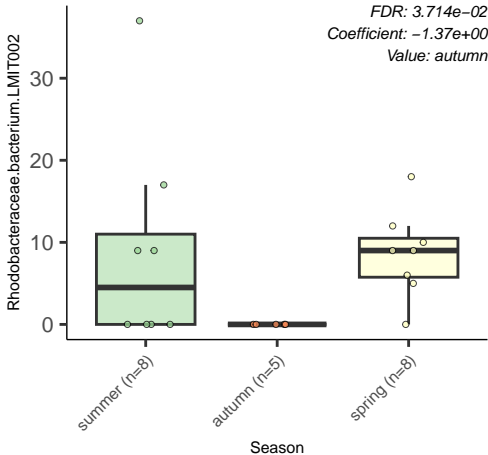 FDR: 3.714e−02
Coefficient: −1.37e+00
Value: autumn
Rhodobacteraceae.bacterium.LMIT002
30
20
10
0
summer (n=8)
autumn (n=5)
spring (n=8)
Season